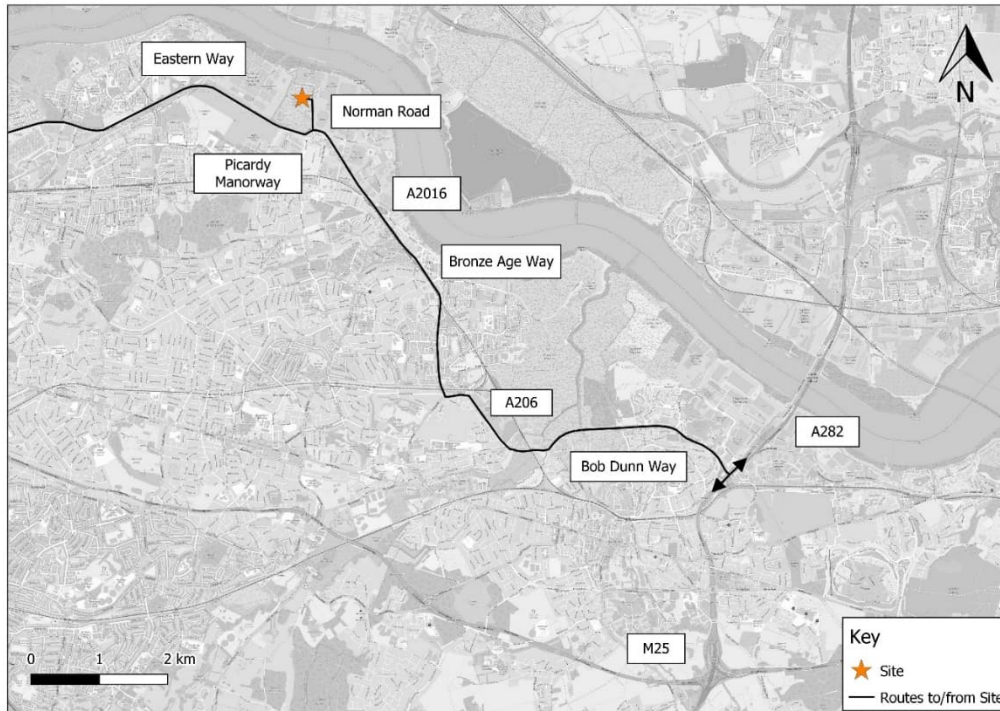 Eastern Way
Norman Road
Picardy
Manorway
A2016
Bronze Age Way
A206
A282
Bob Dunn Way
M25
N
0 1 2 km
Key
Site
Routes to/from Site